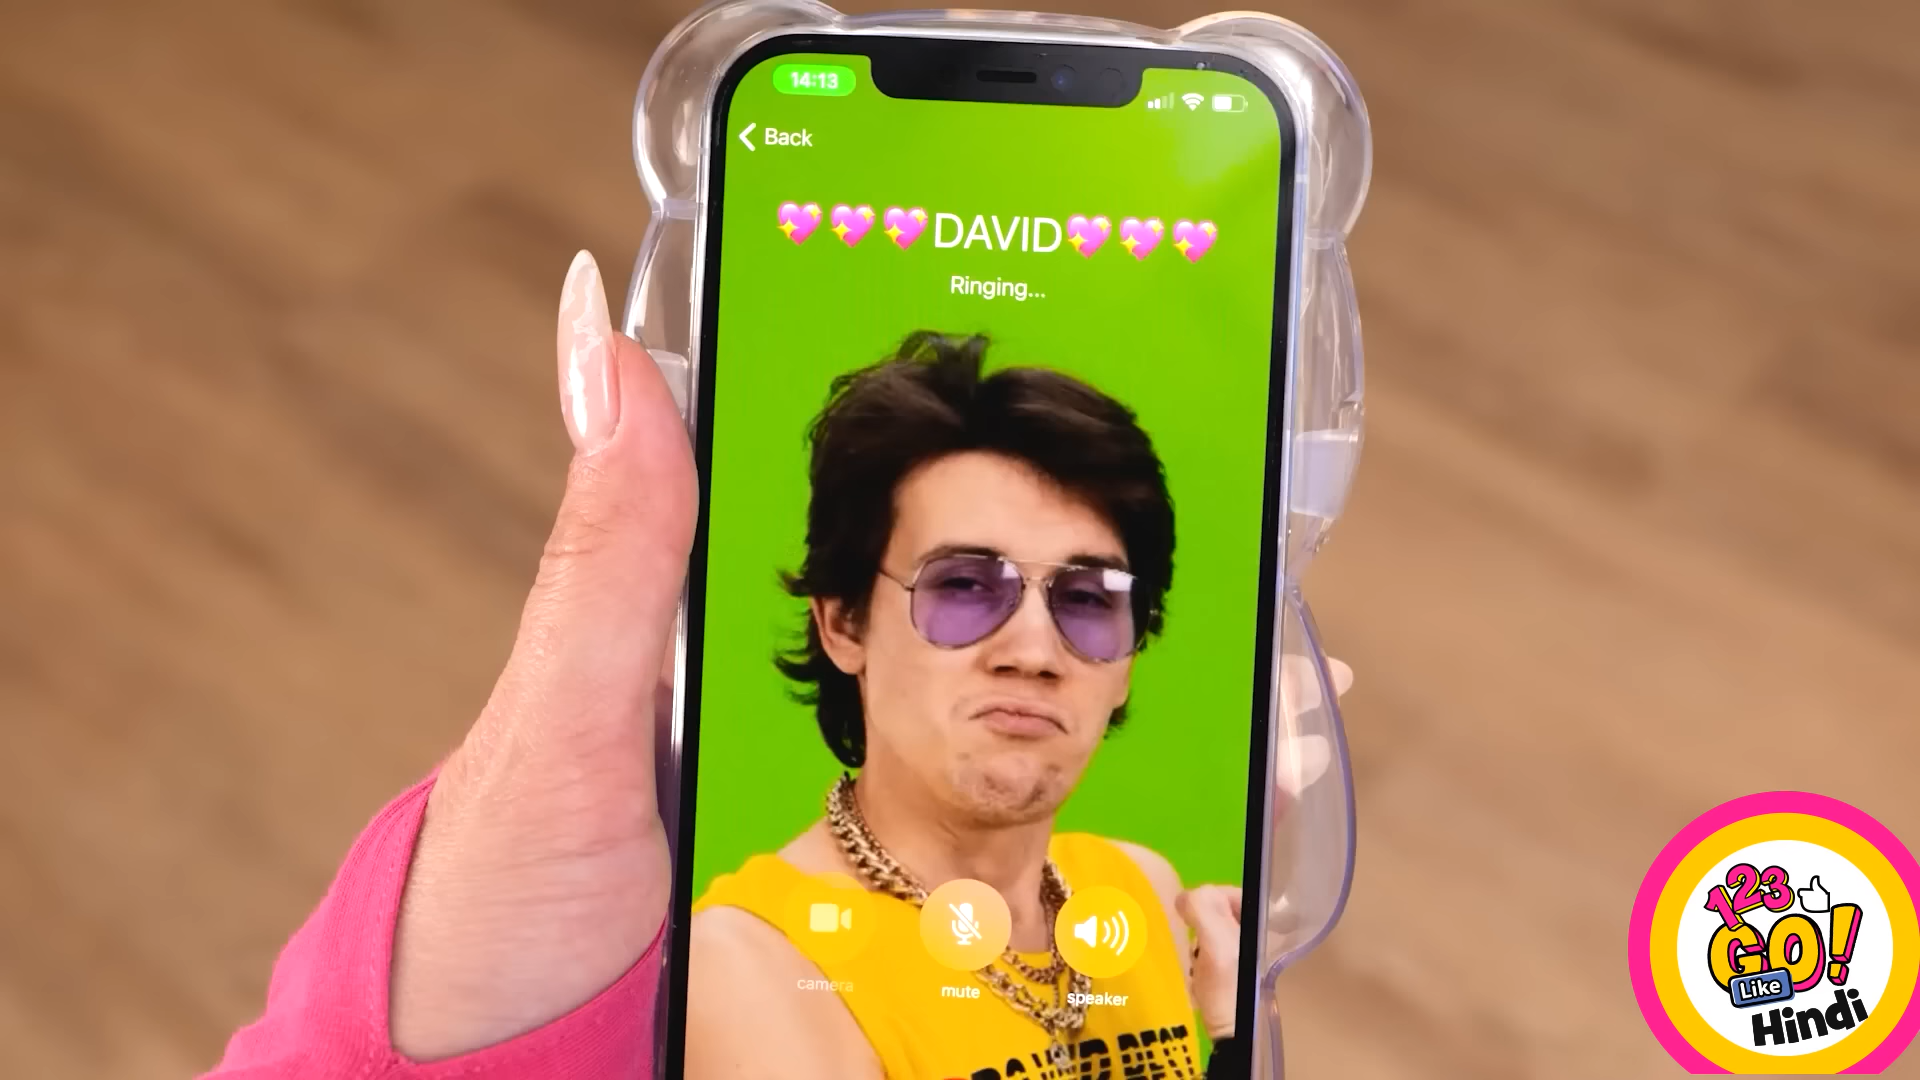 14:13
Back
💖💖💖DAVID💖💖💖
Ringing...
camera
mute
speaker
123
GO!
Like
Hindi